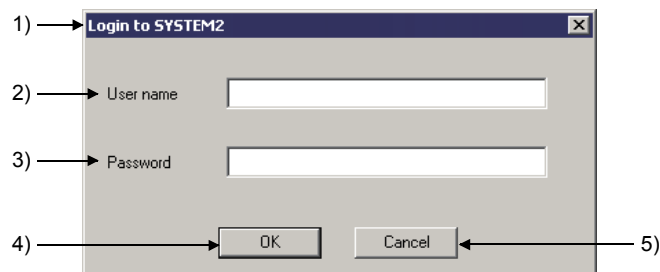 1) Login to SYSTEM2
2) User name
3) Password
4) OK Cancel 5)